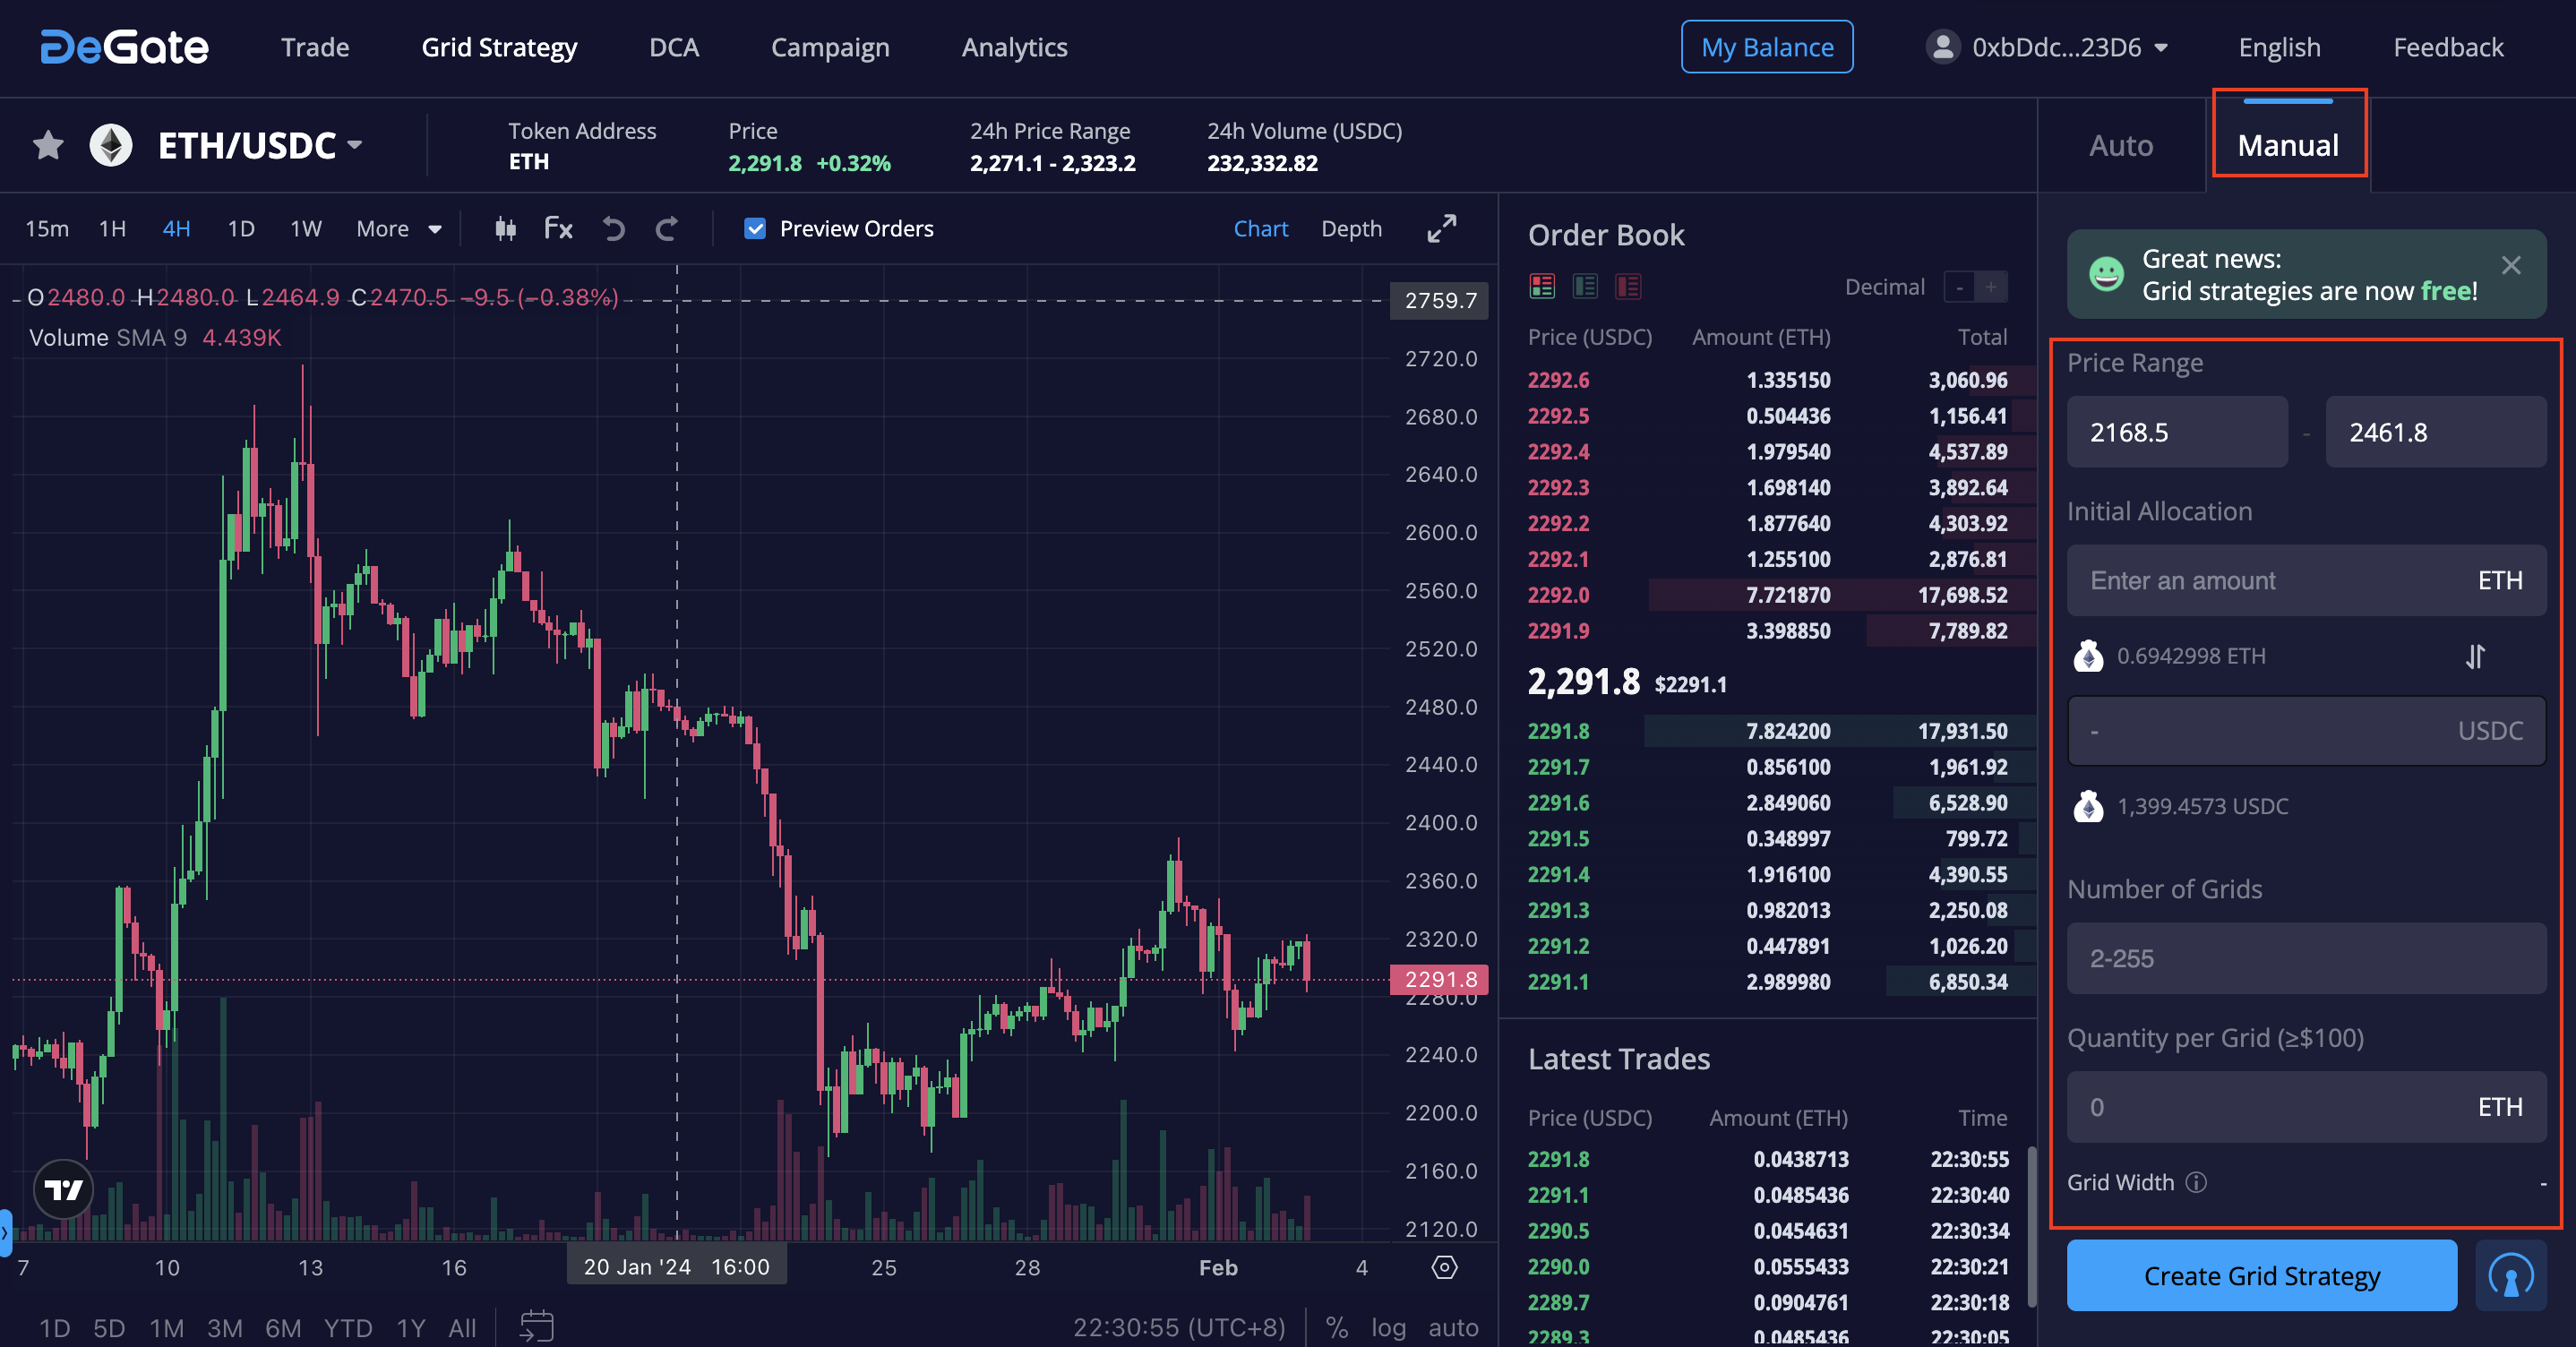 DeGate Trade Grid Strategy DCA Campaign Analytics My Balance 0xbDdc...23D6 English Feedback
ETH/USDC
Token Address
ETH
Price
2,291.8 +0.32%
24h Price Range
2,271.1 - 2,323.2
24h Volume (USDC)
232,332.82
Auto Manual
15m 1H 4H 1D 1W More Fx Preview Orders Chart Depth
O2480.0 H2480.0 L2464.9 C2470.5 −9.5 (−0.38%)
Volume SMA 9 4.439K
2759.7
2720.0
2680.0
2640.0
2600.0
2560.0
2520.0
2480.0
2440.0
2400.0
2360.0
2320.0
2291.8
2280.0
2240.0
2200.0
2160.0
2120.0
7 10 13 16 20 Jan '24 16:00 25 28 Feb 4
1D 5D 1M 3M 6M YTD 1Y All 22:30:55 (UTC+8) % log auto
Order Book
Decimal - +
Price (USDC) Amount (ETH) Total
2292.6 1.335150 3,060.96
2292.5 0.504436 1,156.41
2292.4 1.979540 4,537.89
2292.3 1.698140 3,892.64
2292.2 1.877640 4,303.92
2292.1 1.255100 2,876.81
2292.0 7.721870 17,698.52
2291.9 3.398850 7,789.82
2,291.8 $2291.1
2291.8 7.824200 17,931.50
2291.7 0.856100 1,961.92
2291.6 2.849060 6,528.90
2291.5 0.348997 799.72
2291.4 1.916100 4,390.55
2291.3 0.982013 2,250.08
2291.2 0.447891 1,026.20
2291.1 2.989980 6,850.34
Latest Trades
Price (USDC) Amount (ETH) Time
2291.8 0.0438713 22:30:55
2291.1 0.0485436 22:30:40
2290.5 0.0454631 22:30:34
2290.0 0.0555433 22:30:21
2289.7 0.0904761 22:30:18
2289.3 0.0485436 22:30:05
Great news:
Grid strategies are now free!
Price Range
2168.5 - 2461.8
Initial Allocation
Enter an amount ETH
0.6942998 ETH
- USDC
1,399.4573 USDC
Number of Grids
2-255
Quantity per Grid (≥$100)
0 ETH
Grid Width -
Create Grid Strategy